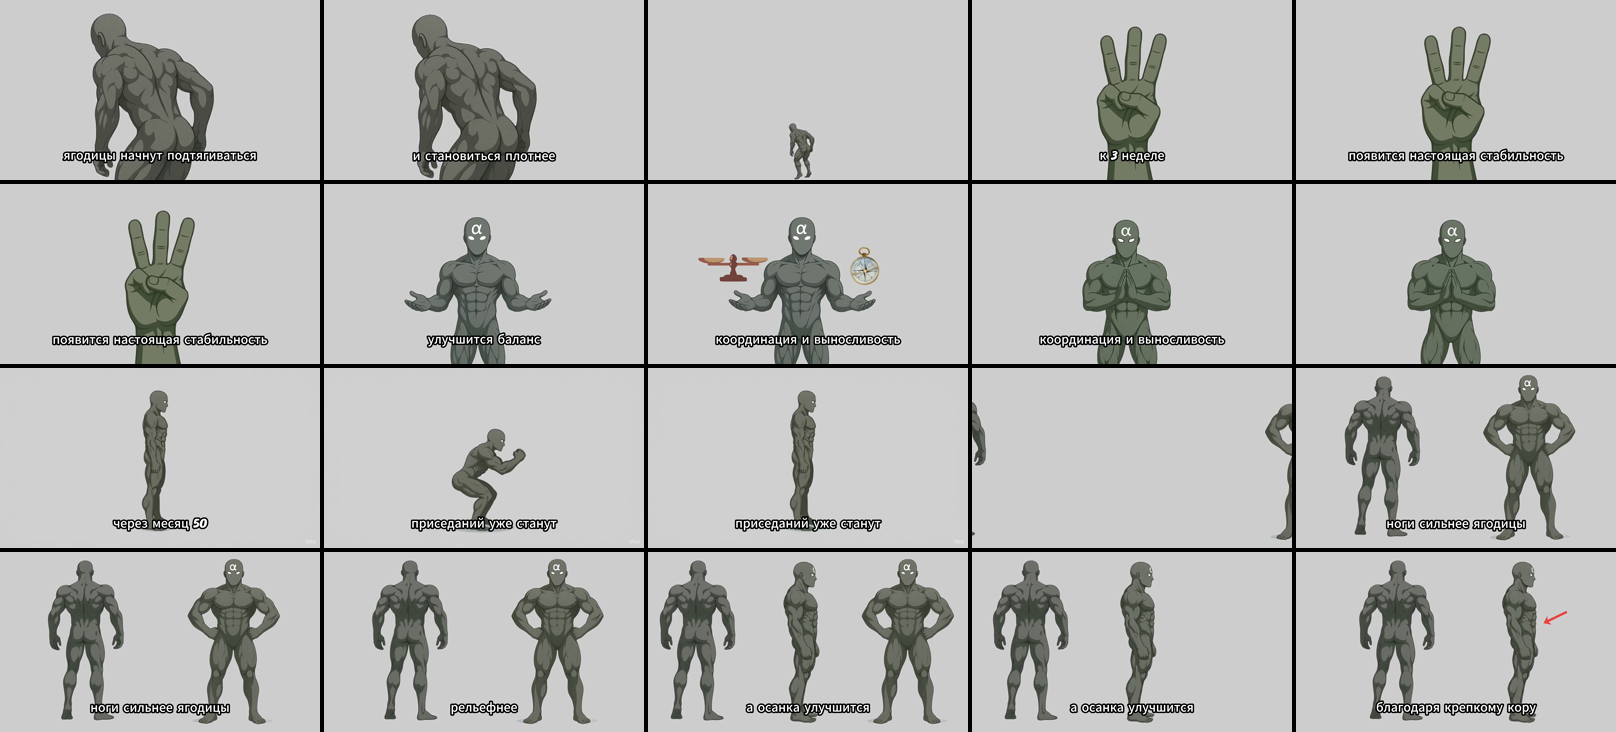 ягодицы начнут подтягиваться
и становиться плотнее
к 3 неделе
появится настоящая стабильность
появится настоящая стабильность
α
улучшится баланс
α
координация и выносливость
α
координация и выносливость
α
через месяц 50
приседаний уже станут
приседаний уже станут
α
ноги сильнее ягодицы
α
ноги сильнее ягодицы
α
рельефнее
α
а осанка улучшится
а осанка улучшится
благодаря крепкому кору